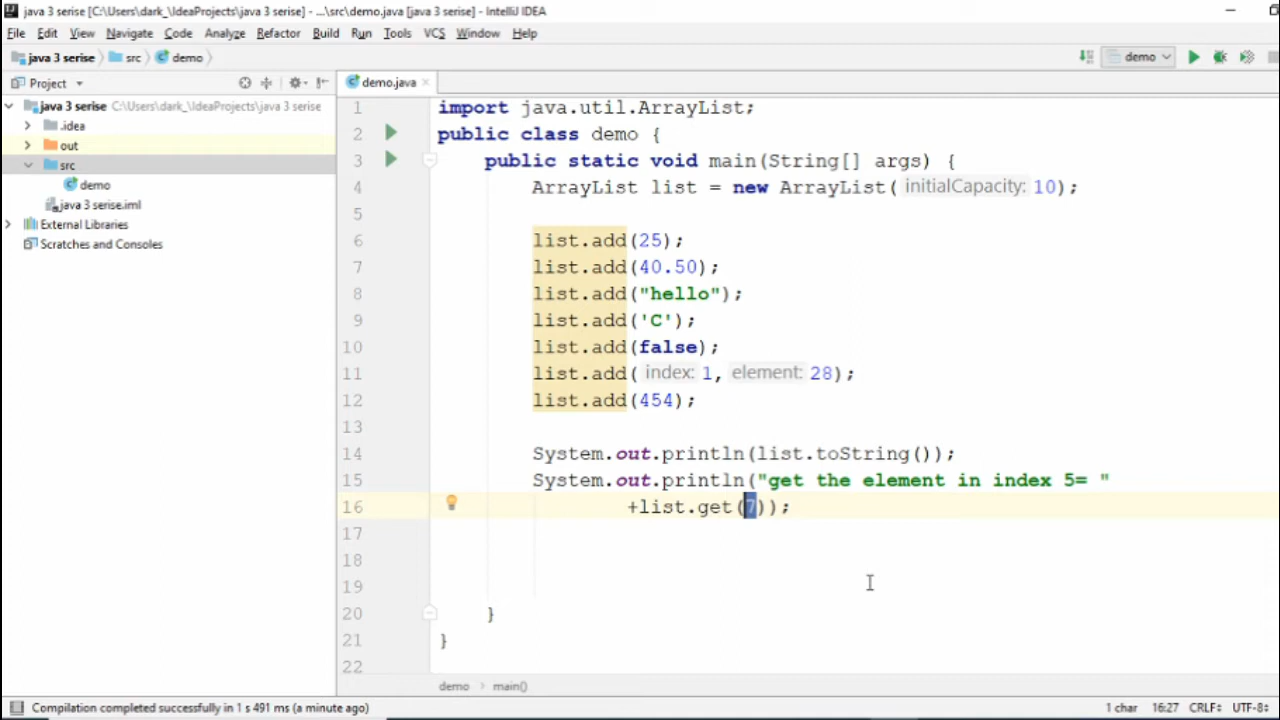 java 3 serise [C:\Users\dark_\IdeaProjects\java 3 serise] - ...\src\demo.java [java 3 serise] - IntelliJ IDEA
File Edit View Navigate Code Analyze Refactor Build Run Tools VCS Window Help
java 3 serise src demo demo
Project demo.java
java 3 serise C:\Users\dark_\IdeaProjects\java 3 serise
.idea
out
src
demo
java 3 serise.iml
External Libraries
Scratches and Consoles
1 import java.util.ArrayList;
2 public class demo {
3 public static void main(String[] args) {
4 ArrayList list = new ArrayList( initialCapacity: 10);
5
6 list.add(25);
7 list.add(40.50);
8 list.add("hello");
9 list.add('C');
10 list.add(false);
11 list.add( index: 1, element: 28);
12 list.add(454);
13
14 System.out.println(list.toString());
15 System.out.println("get the element in index 5= "
16 +list.get(7));
17
18
19
20 }
21 }
22
demo main()
Compilation completed successfully in 1 s 491 ms (a minute ago) 1 char 16:27 CRLF UTF-8